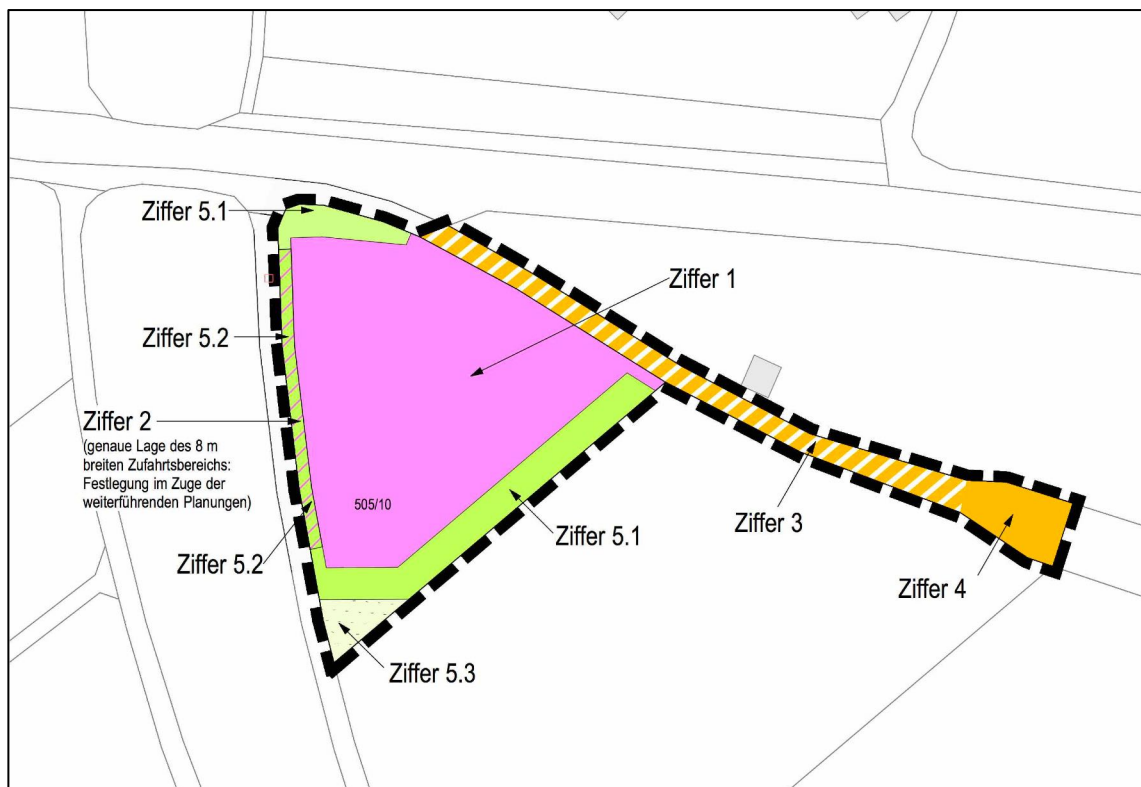 Ziffer 5.1
Ziffer 1
Ziffer 5.2
Ziffer 2
(genaue Lage des 8 m
breiten Zufahrtsbereichs:
Festlegung im Zuge der
weiterführenden Planungen)
505/10
Ziffer 5.1
Ziffer 3
Ziffer 5.2
Ziffer 4
Ziffer 5.3